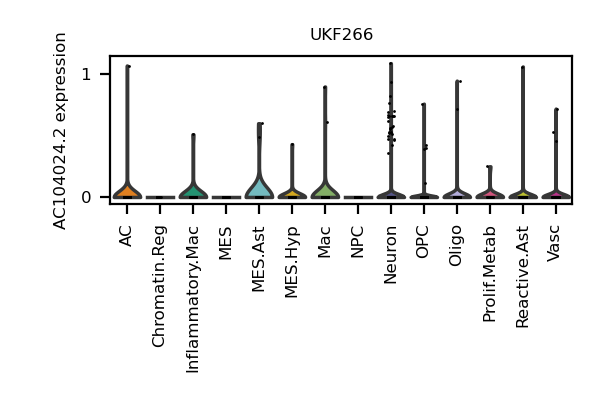 UKF266
AC104024.2 expression
1
0
AC
Chromatin.Reg
Inflammatory.Mac
MES
MES.Ast
MES.Hyp
Mac
NPC
Neuron
OPC
Oligo
Prolif.Metab
Reactive.Ast
Vasc